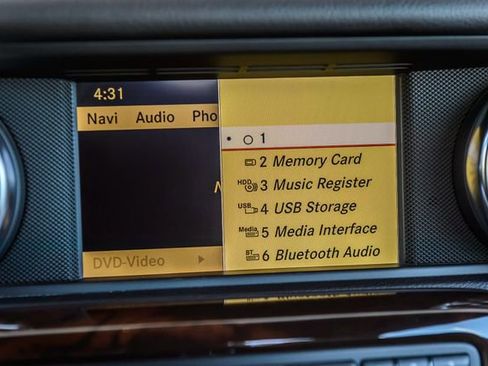 4:31
Navi Audio Pho
1
2 Memory Card
HDD 3 Music Register
USB 4 USB Storage
Media 5 Media Interface
BT 6 Bluetooth Audio
DVD-Video